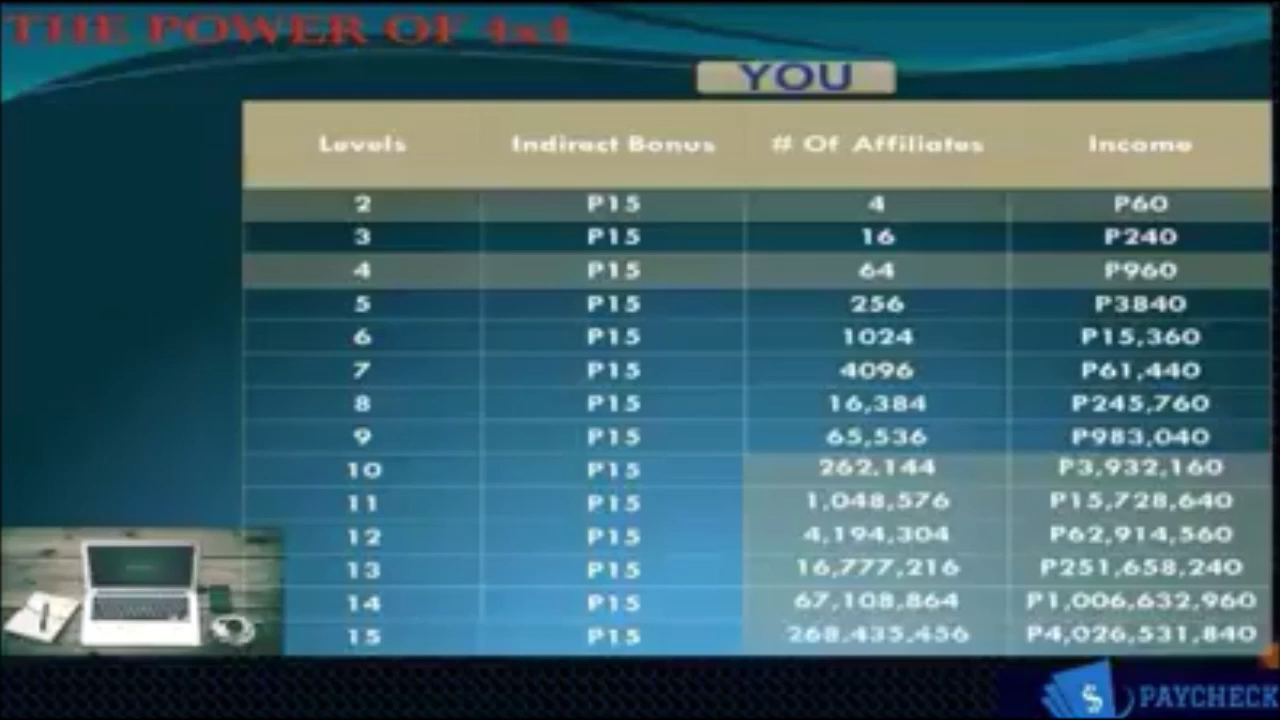 THE POWER OF 4x4
YOU
Levels Indirect Bonus # Of Affiliates Income
2 P15 4 P60
3 P15 16 P240
4 P15 64 P960
5 P15 256 P3840
6 P15 1024 P15,360
7 P15 4096 P61,440
8 P15 16,384 P245,760
9 P15 65,536 P983,040
10 P15 262,144 P3,932,160
11 P15 1,048,576 P15,728,640
12 P15 4,194,304 P62,914,560
13 P15 16,777,216 P251,658,240
14 P15 67,108,864 P1,006,632,960
15 P15 268,435,456 P4,026,531,840
$ PAYCHECK